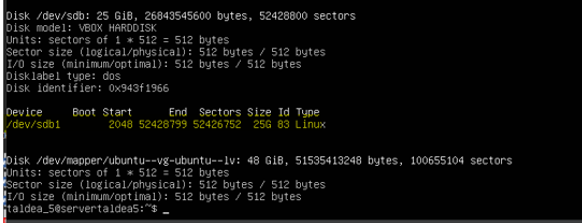 Disk /dev/sdb: 25 GiB, 26843545600 bytes, 52428800 sectors
Disk model: VBOX HARDDISK
Units: sectors of 1 * 512 = 512 bytes
Sector size (logical/physical): 512 bytes / 512 bytes
I/O size (minimum/optimal): 512 bytes / 512 bytes
Disklabel type: dos
Disk identifier: 0x943f1966
Device     Boot Start      End  Sectors Size Id Type
/dev/sdb1        2048 52428799 52426752  25G 83 Linux
Disk /dev/mapper/ubuntu--vg-ubuntu--lv: 48 GiB, 51535413248 bytes, 100655104 sectors
Units: sectors of 1 * 512 = 512 bytes
Sector size (logical/physical): 512 bytes / 512 bytes
I/O size (minimum/optimal): 512 bytes / 512 bytes
taldea_5@servertaldea5:~$ _